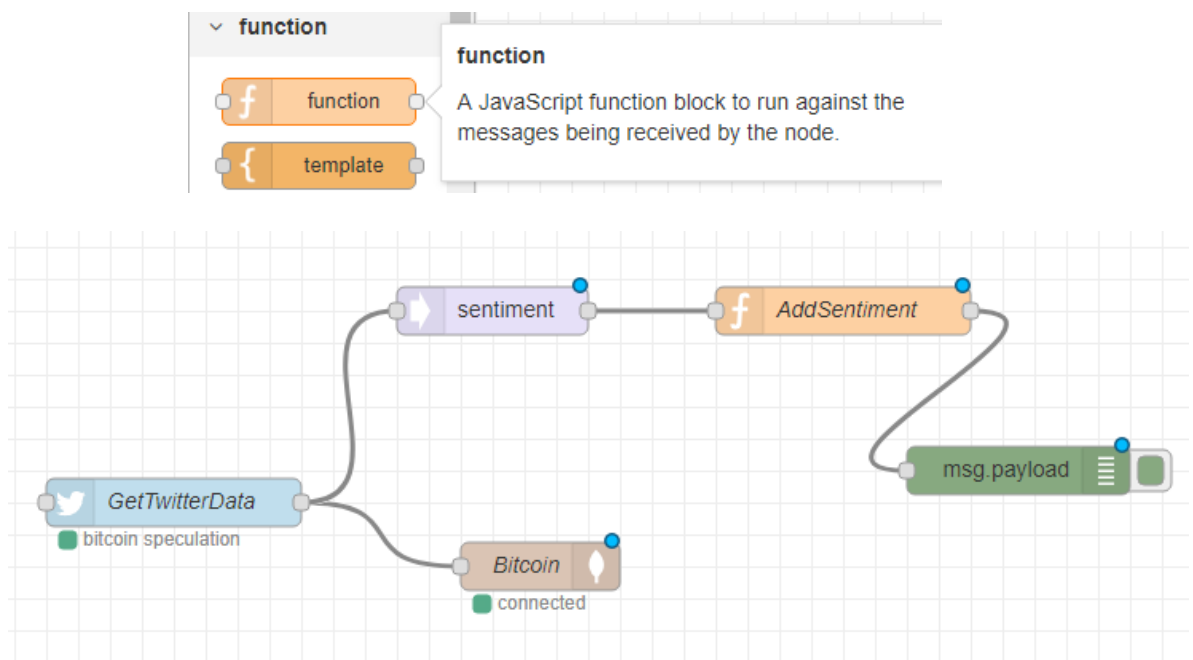 function
function
A JavaScript function block to run against the
messages being received by the node.
function
template
sentiment
AddSentiment
msg.payload
GetTwitterData
bitcoin speculation
Bitcoin
connected